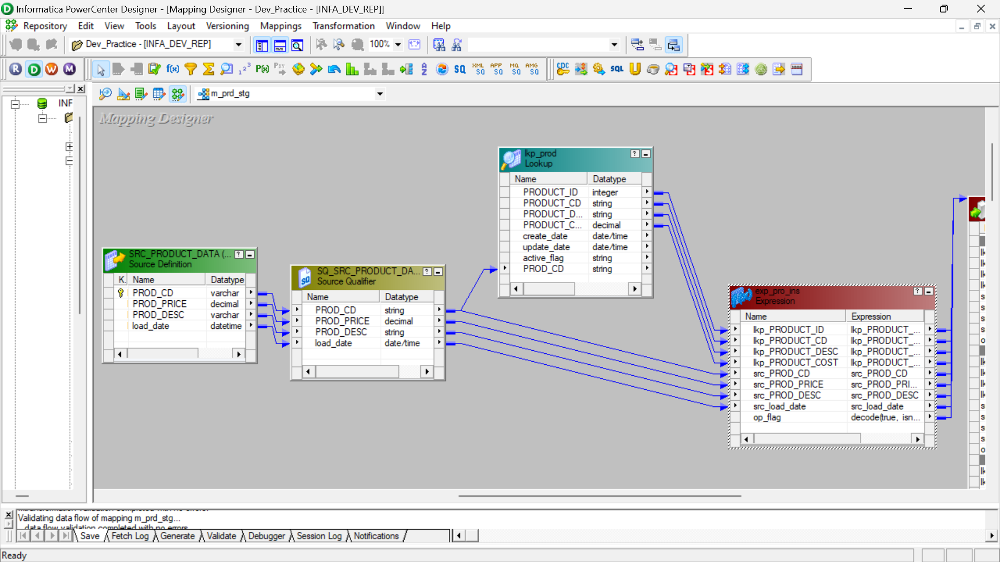 Informatica PowerCenter Designer - [Mapping Designer - Dev_Practice - [INFA_DEV_REP]]
Repository Edit View Tools Layout Versioning Mappings Transformation Window Help
Dev_Practice - [INFA_DEV_REP]
100%
m_prd_stg
INF
Mapping Designer
lkp_prod
Lookup
Name Datatype
PRODUCT_ID integer
PRODUCT_CD string
PRODUCT_D... string
PRODUCT_C... decimal
create_date date/time
update_date date/time
active_flag string
PROD_CD string
SRC_PRODUCT_DATA (...
Source Definition
K. Name Datatype
PROD_CD varchar
PROD_PRICE decimal
PROD_DESC varchar
load_date datetime
SQ_SRC_PRODUCT_DA...
Source Qualifier
Name Datatype
PROD_CD string
PROD_PRICE decimal
PROD_DESC string
load_date date/time
exp_pro_ins
Expression
Name Expression
lkp_PRODUCT_ID lkp_PRODUCT_...
lkp_PRODUCT_CD lkp_PRODUCT_...
lkp_PRODUCT_DESC lkp_PRODUCT_...
lkp_PRODUCT_COST lkp_PRODUCT_...
src_PROD_CD src_PROD_CD
src_PROD_PRICE src_PROD_PRI...
src_PROD_DESC src_PROD_DESC
src_load_date src_load_date
op_flag decode(true, isn...
Validating data flow of mapping m_prd_stg...
data flow validation completed with no errors
Save Fetch Log Generate Validate Debugger Session Log Notifications
Ready